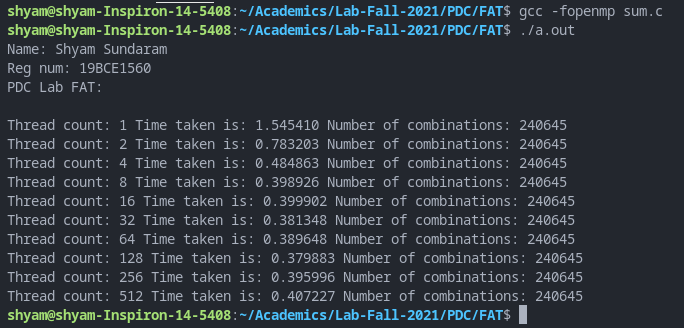 shyam@shyam-Inspiron-14-5408:~/Academics/Lab-Fall-2021/PDC/FAT$ gcc -fopenmp sum.c
shyam@shyam-Inspiron-14-5408:~/Academics/Lab-Fall-2021/PDC/FAT$ ./a.out
Name: Shyam Sundaram
Reg num: 19BCE1560
PDC Lab FAT:

Thread count: 1 Time taken is: 1.545410 Number of combinations: 240645
Thread count: 2 Time taken is: 0.783203 Number of combinations: 240645
Thread count: 4 Time taken is: 0.484863 Number of combinations: 240645
Thread count: 8 Time taken is: 0.398926 Number of combinations: 240645
Thread count: 16 Time taken is: 0.399902 Number of combinations: 240645
Thread count: 32 Time taken is: 0.381348 Number of combinations: 240645
Thread count: 64 Time taken is: 0.389648 Number of combinations: 240645
Thread count: 128 Time taken is: 0.379883 Number of combinations: 240645
Thread count: 256 Time taken is: 0.395996 Number of combinations: 240645
Thread count: 512 Time taken is: 0.407227 Number of combinations: 240645
shyam@shyam-Inspiron-14-5408:~/Academics/Lab-Fall-2021/PDC/FAT$